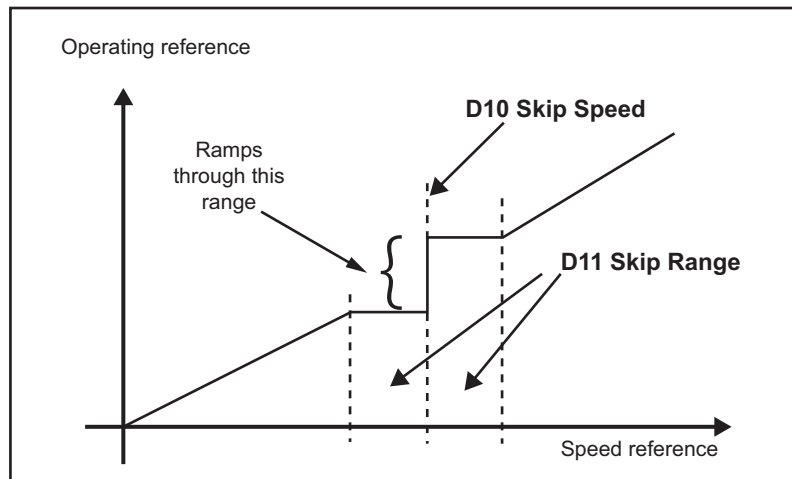 Operating reference
D10 Skip Speed
Ramps
through this
range
D11 Skip Range
Speed reference